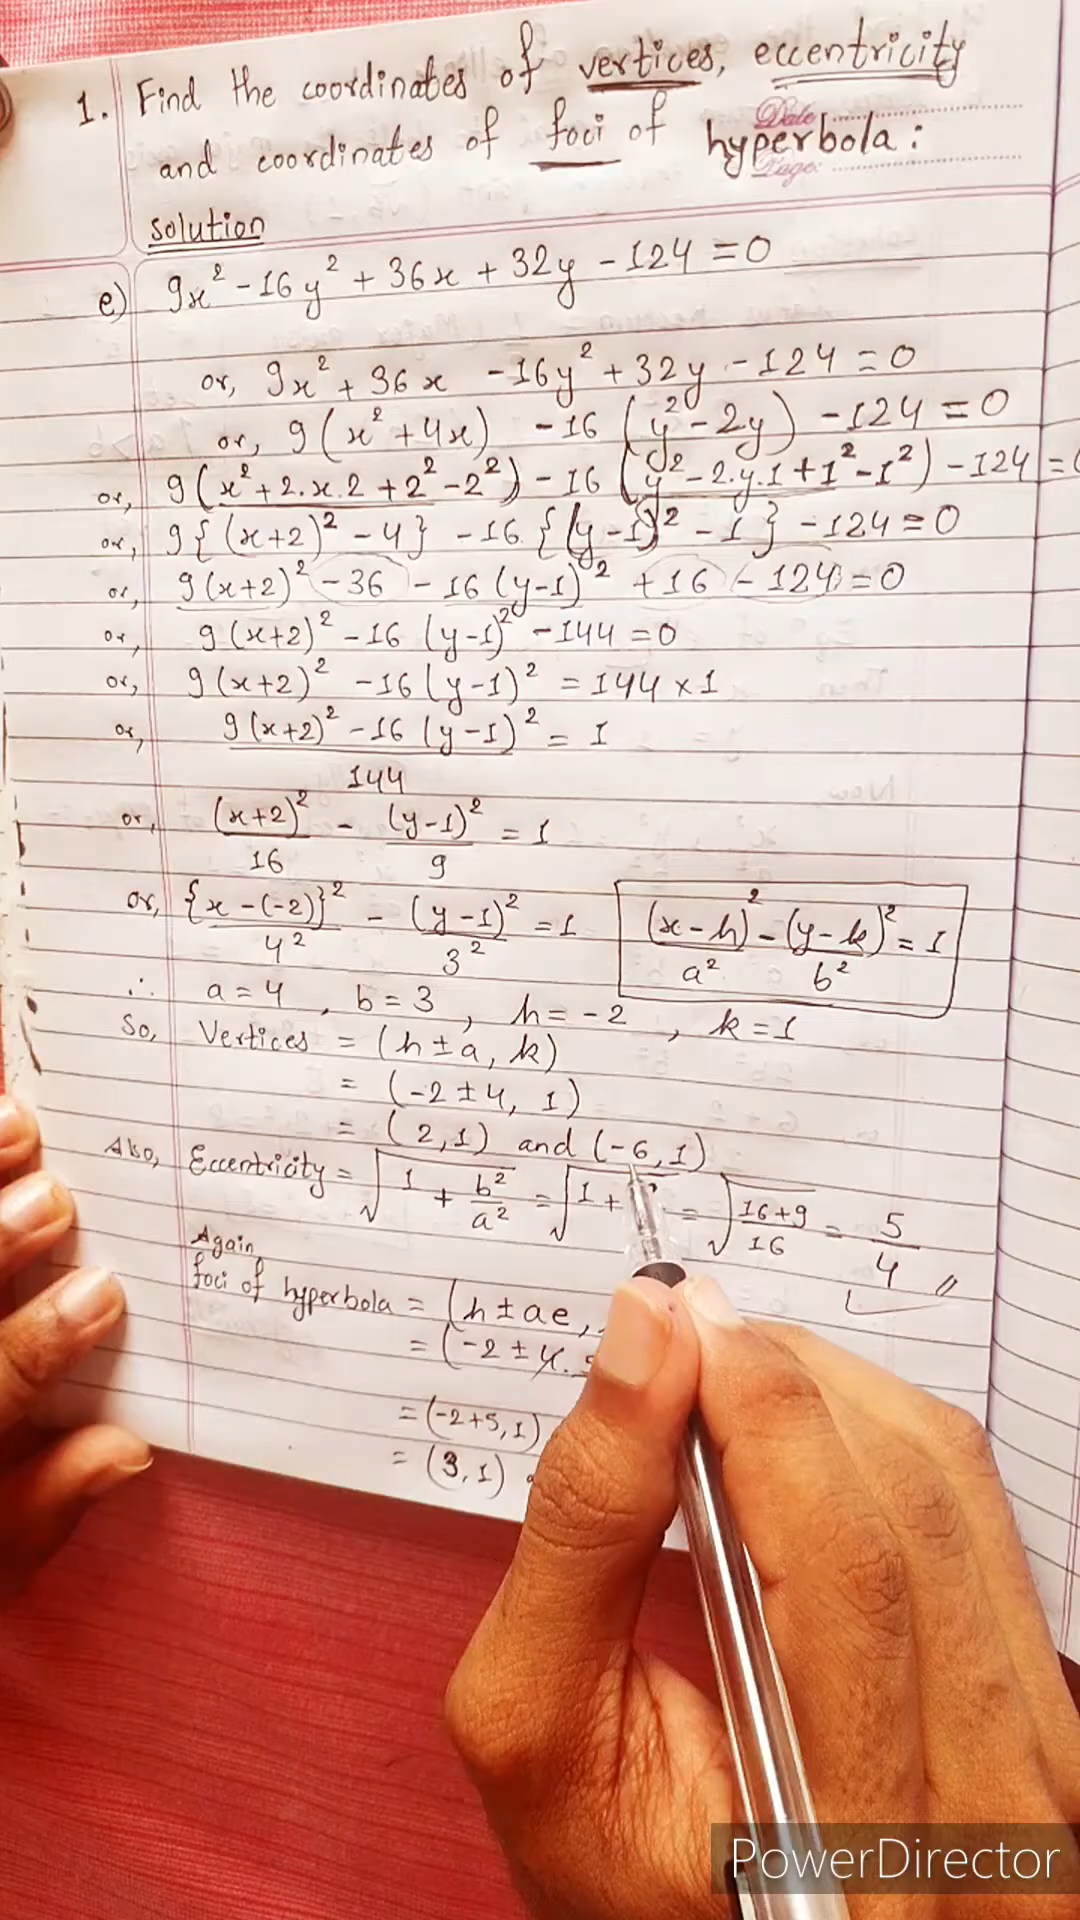 1. Find the coordinates of vertices, eccentricity
Date
and coordinates of foci of hyperbola:
Page:
solution
e) 9x² - 16y² + 36x + 32y - 124 = 0
or, 9x² + 36x - 16y² + 32y - 124 = 0
or, 9(x² + 4x) - 16(y² - 2y) - 124 = 0
or, 9(x² + 2.x.2 + 2² - 2²) - 16(y² - 2.y.1 + 1² - 1²) - 124 =
or, 9{(x+2)² - 4} - 16{(y-1)² - 1} - 124 = 0
or, 9(x+2)² - 36 - 16(y-1)² + 16 - 124 = 0
or, 9(x+2)² - 16(y-1)² - 144 = 0
or, 9(x+2)² - 16(y-1)² = 144 × 1
or, 9(x+2)² - 16(y-1)² / 144 = 1
or, (x+2)²/16 - (y-1)²/9 = 1
or, {x-(-2)}²/4² - (y-1)²/3² = 1 (x-h)²/a² - (y-k)²/b² = 1
∴ a = 4, b = 3, h = -2, k = 1
So, Vertices = (h ± a, k)
= (-2 ± 4, 1)
= (2, 1) and (-6, 1)
Also, Eccentricity = √(1 + b²/a²) = √(1 + = √((16+9)/16) = 5/4 //
Again,
foci of hyperbola = (h ± ae,
= (-2 ± 4.
= (-2+5, 1)
= (3, 1)
PowerDirector